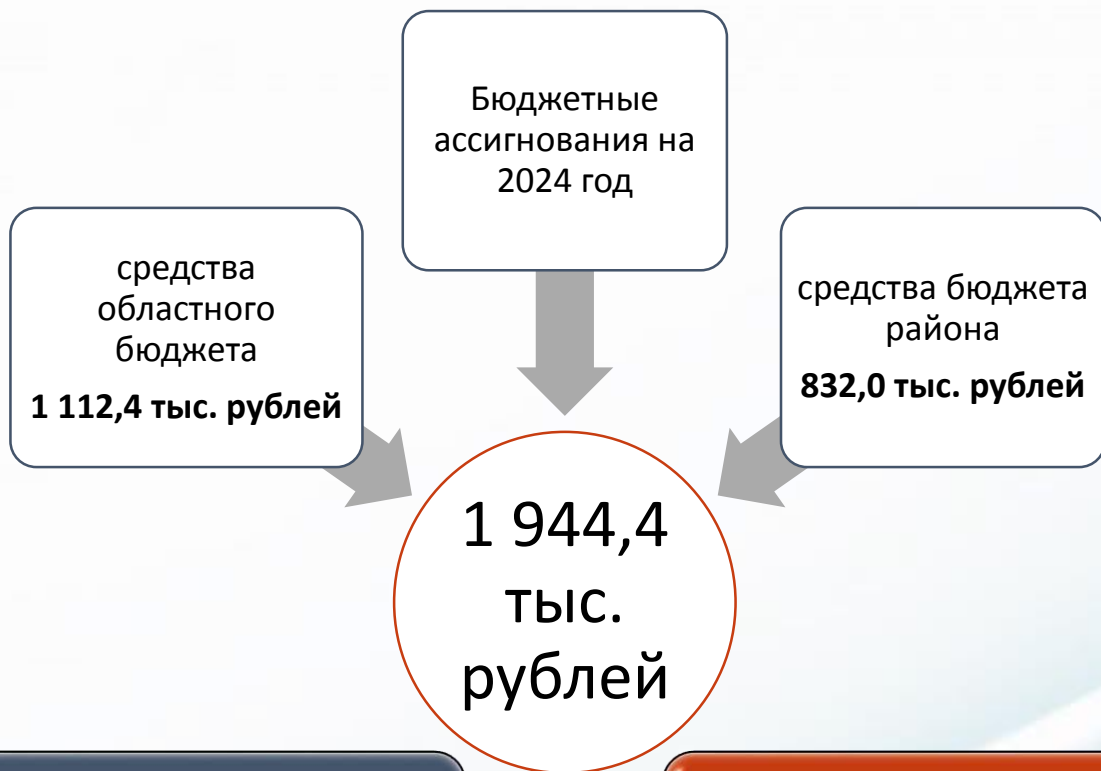 Бюджетные
ассигнования на
2024 год
средства
областного
бюджета
1 112,4 тыс. рублей
средства бюджета
района
832,0 тыс. рублей
1 944,4
тыс.
рублей